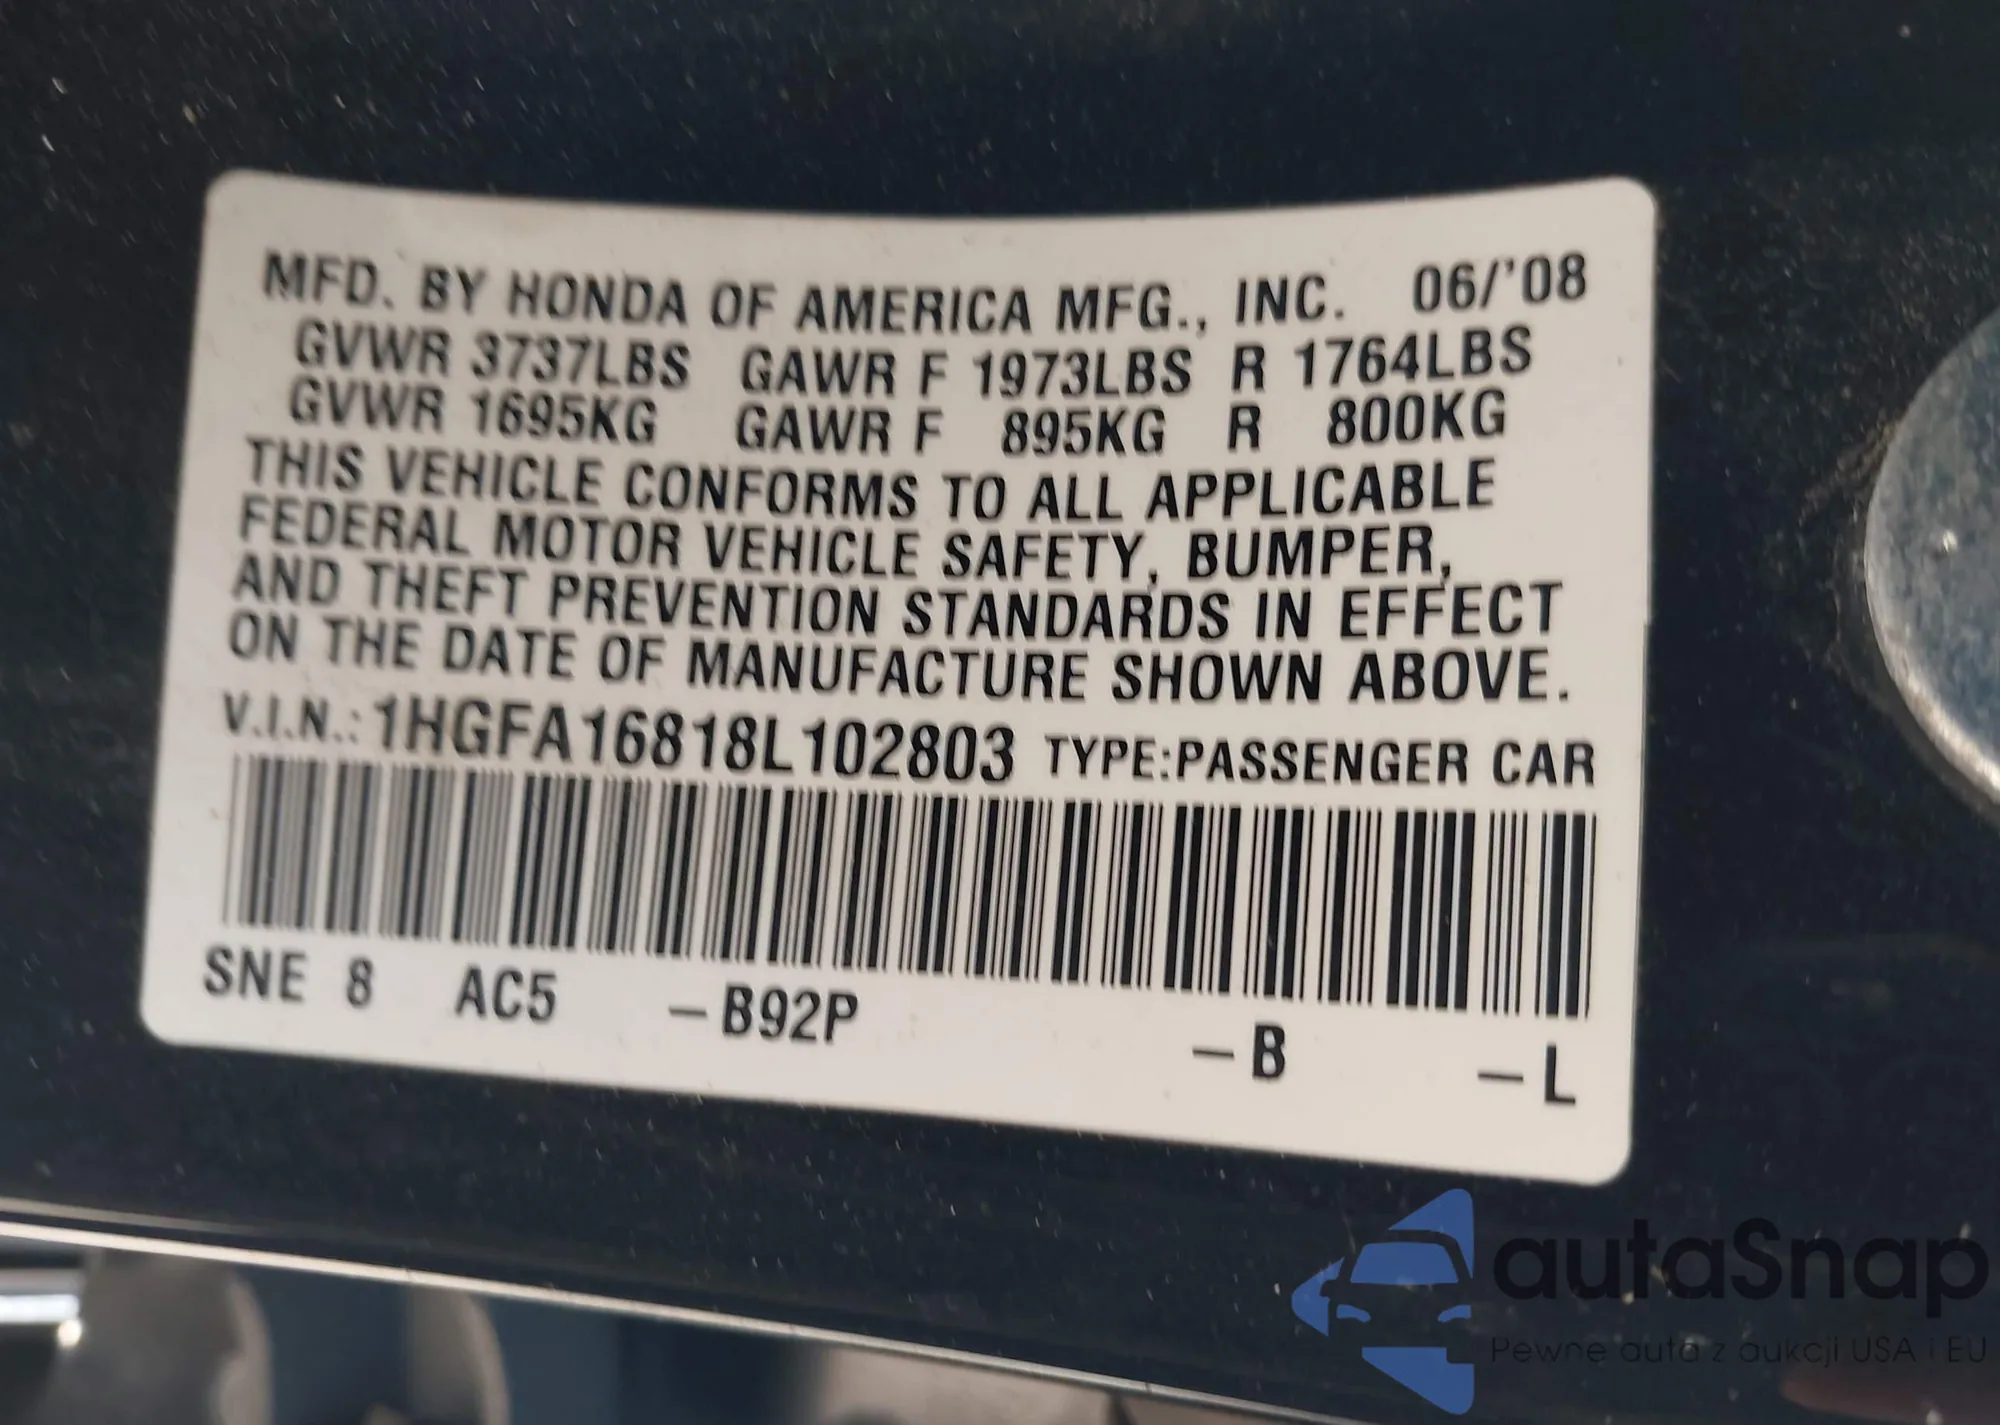 MFD. BY HONDA OF AMERICA MFG., INC. 06/'08
GVWR 3737LBS GAWR F 1973LBS R 1764LBS
GVWR 1695KG GAWR F 895KG R 800KG
THIS VEHICLE CONFORMS TO ALL APPLICABLE
FEDERAL MOTOR VEHICLE SAFETY, BUMPER,
AND THEFT PREVENTION STANDARDS IN EFFECT
ON THE DATE OF MANUFACTURE SHOWN ABOVE.
V.I.N.: 1HGFA16818L102803 TYPE:PASSENGER CAR
SNE 8 AC5 –B92P –B –L
autaSnap
Pewne auta z aukcji USA i EU